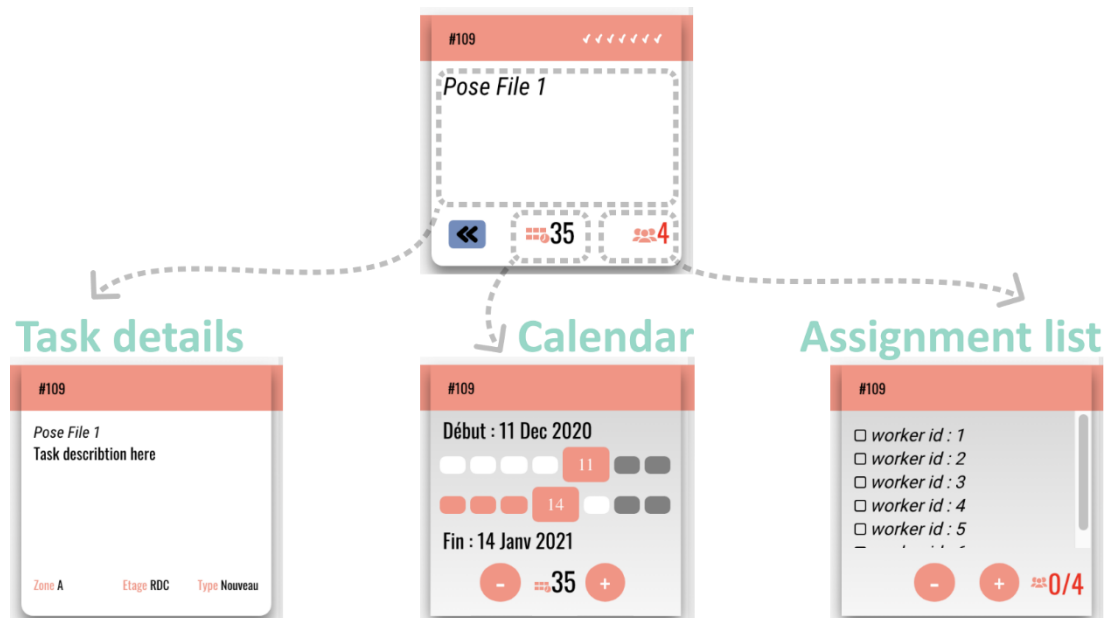 #109
Pose File 1
35
4
Task details
Calendar
Assignment list
#109
Pose File 1
Task describtion here
Zone A Etage RDC Type Nouveau
#109
Début : 11 Dec 2020
11
14
Fin : 14 Janv 2021
- 35 +
#109
worker id : 1
worker id : 2
worker id : 3
worker id : 4
worker id : 5
- + 0/4